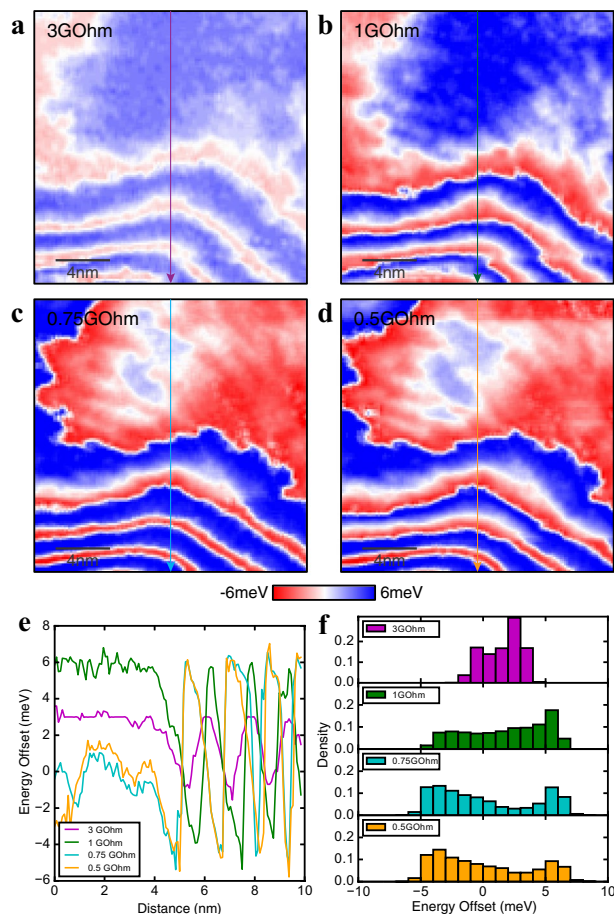 a
3GOhm
4nm
b
1GOhm
4nm
c
0.75GOhm
4nm
d
0.5GOhm
4nm
-6meV 6meV
e
Energy Offset (meV)
8
6
4
2
0
−2
−4
−6
0 2 4 6 8 10
Distance (nm)
3 GOhm
1 GOhm
0.75 GOhm
0.5 GOhm
f
Density
0.2
0.1
0.0
3GOhm
0.2
0.1
0.0
1GOhm
0.2
0.1
0.0
0.75GOhm
0.2
0.1
0.0
0.5GOhm
−10 −5 0 5 10
Energy Offset (meV)